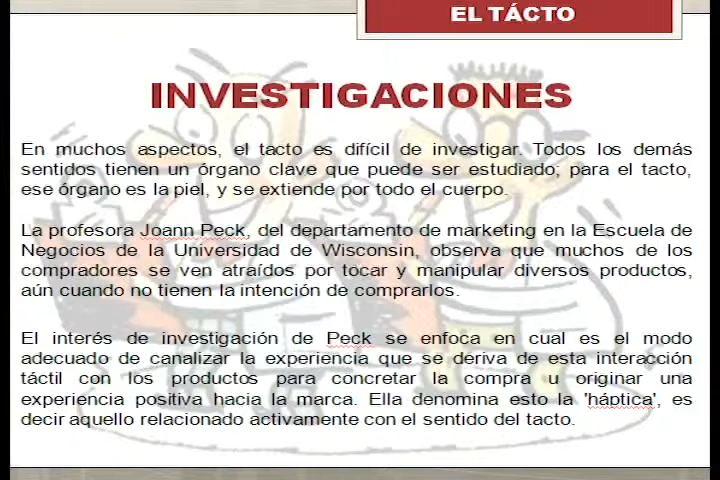 EL TÁCTO
INVESTIGACIONES
En muchos aspectos, el tacto es difícil de investigar. Todos los demás
sentidos tienen un órgano clave que puede ser estudiado; para el tacto,
ese órgano es la piel, y se extiende por todo el cuerpo.
La profesora Joann Peck, del departamento de marketing en la Escuela de
Negocios de la Universidad de Wisconsin, observa que muchos de los
compradores se ven atraídos por tocar y manipular diversos productos,
aún cuando no tienen la intención de comprarlos.
El interés de investigación de Peck se enfoca en cual es el modo
adecuado de canalizar la experiencia que se deriva de esta interacción
táctil con los productos para concretar la compra u originar una
experiencia positiva hacia la marca. Ella denomina esto la 'háptica', es
decir aquello relacionado activamente con el sentido del tacto.